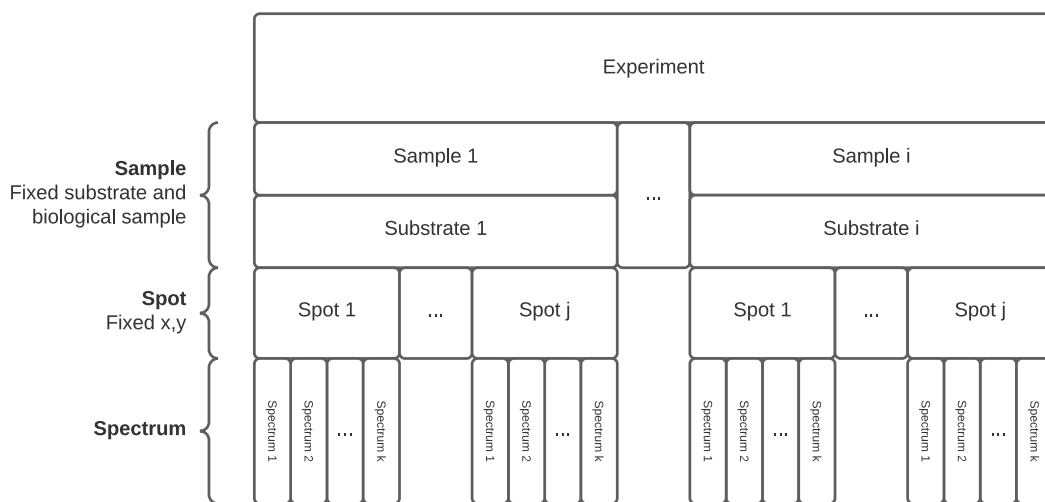 Experiment
Sample
Fixed substrate and
biological sample
Sample 1
...
Sample i
Substrate 1
Substrate i
Spot
Fixed x,y
Spot 1
...
Spot j
Spot 1
...
Spot j
Spectrum
Spectrum 1
Spectrum 2
...
Spectrum k
Spectrum 1
Spectrum 2
...
Spectrum k
Spectrum 1
Spectrum 2
...
Spectrum k
Spectrum 1
Spectrum 2
...
Spectrum k